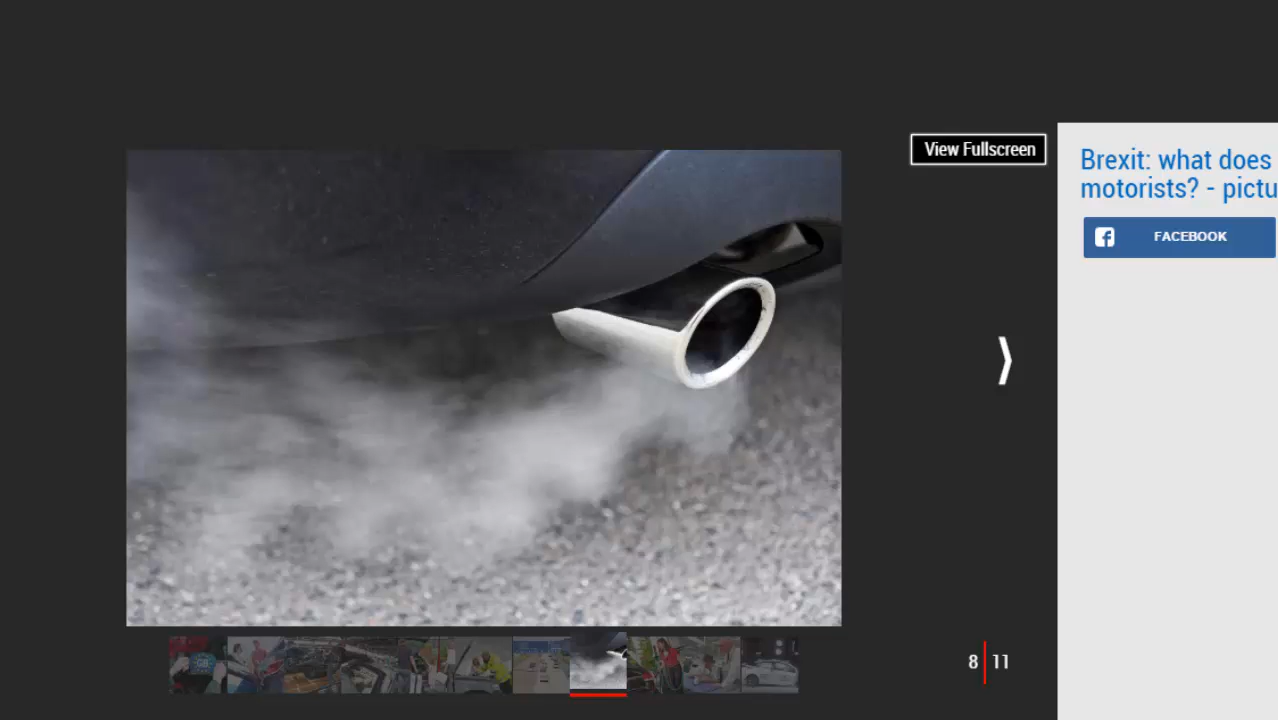 View Fullscreen
Brexit: what does
motorists? - pictu
FACEBOOK
8 11